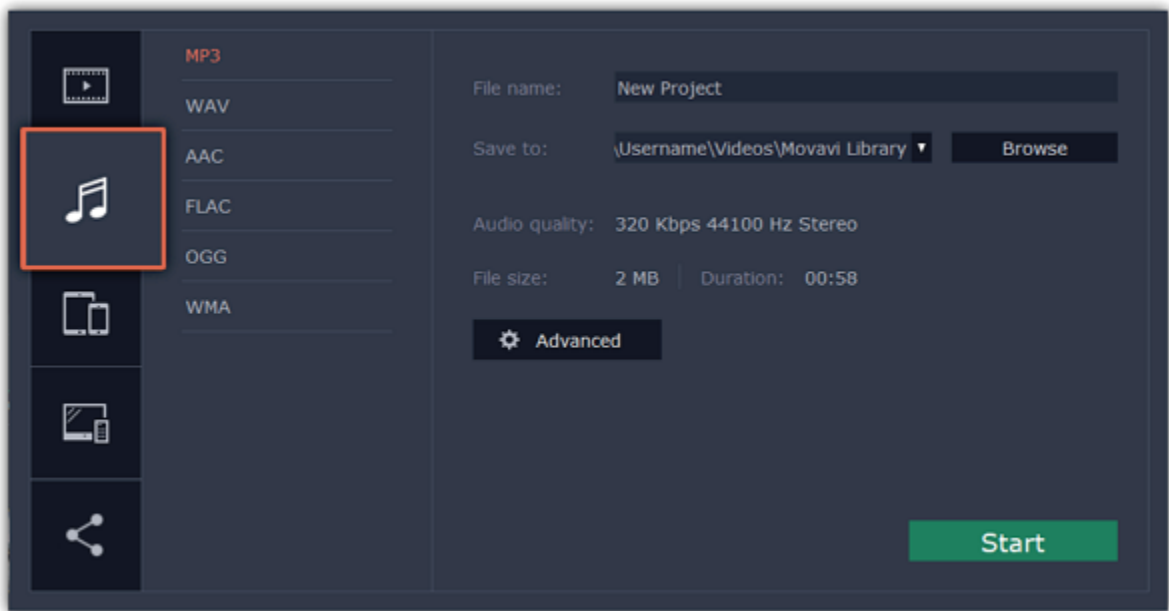 MP3
WAV
AAC
FLAC
OGG
WMA
File name: New Project
Save to: \Username\Videos\Movavi Library Browse
Audio quality: 320 Kbps 44100 Hz Stereo
File size: 2 MB Duration: 00:58
Advanced
Start